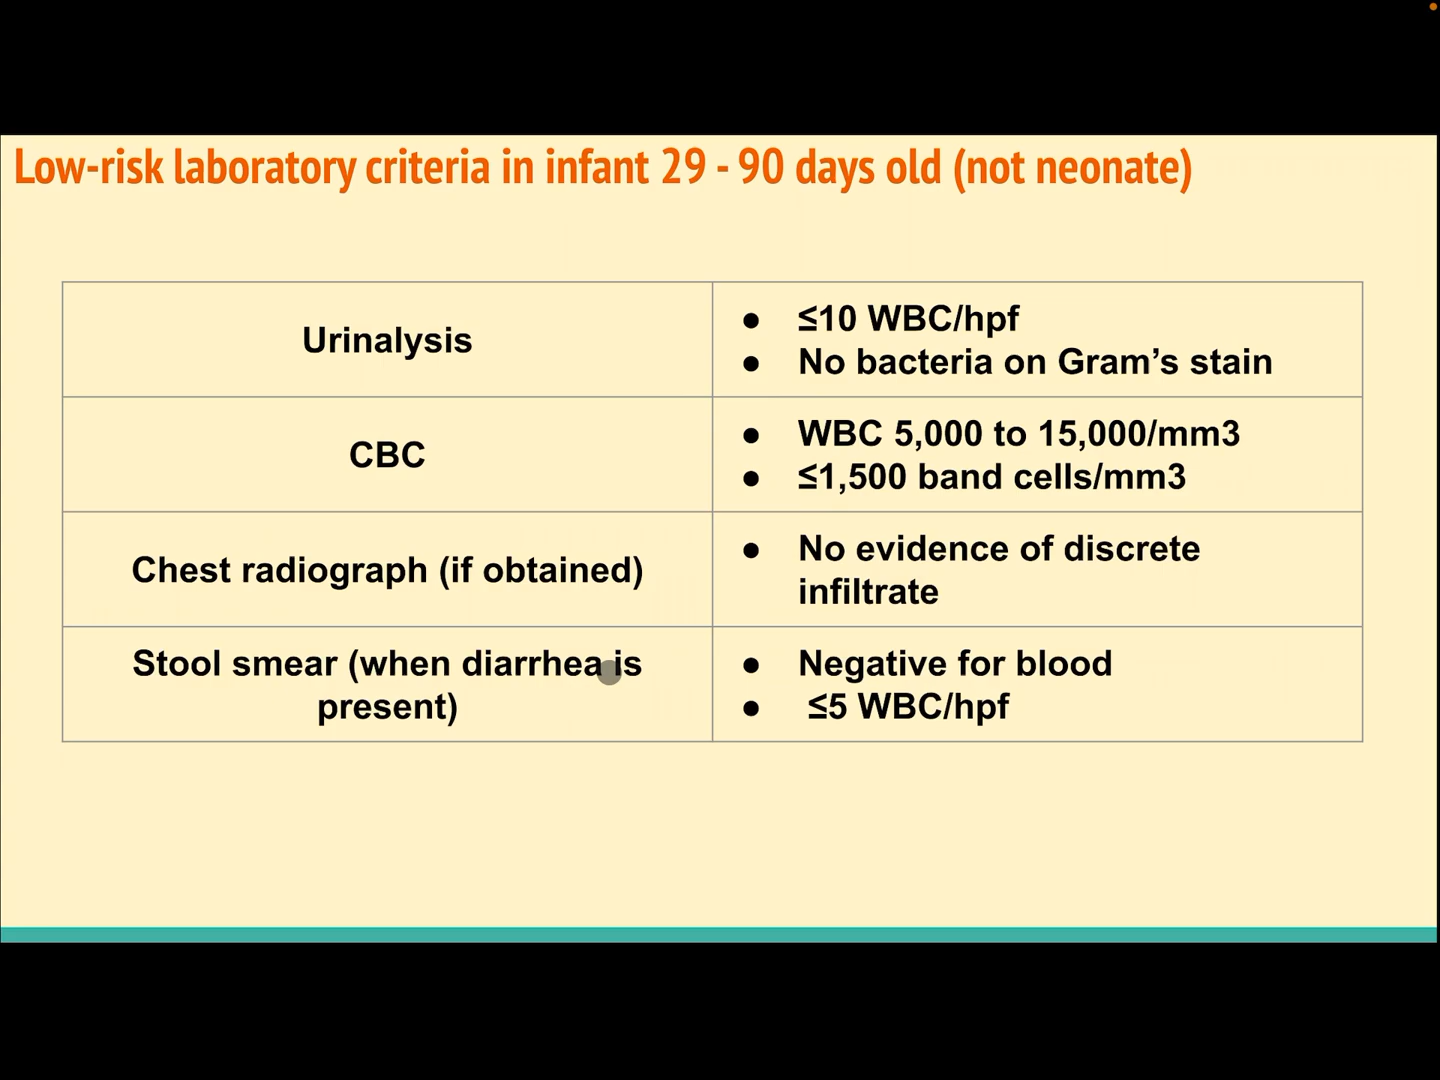 Low-risk laboratory criteria in infant 29 - 90 days old (not neonate)
Urinalysis
● ≤10 WBC/hpf
● No bacteria on Gram’s stain
CBC
● WBC 5,000 to 15,000/mm3
● ≤1,500 band cells/mm3
Chest radiograph (if obtained)
● No evidence of discrete
infiltrate
Stool smear (when diarrhea is
present)
● Negative for blood
● ≤5 WBC/hpf